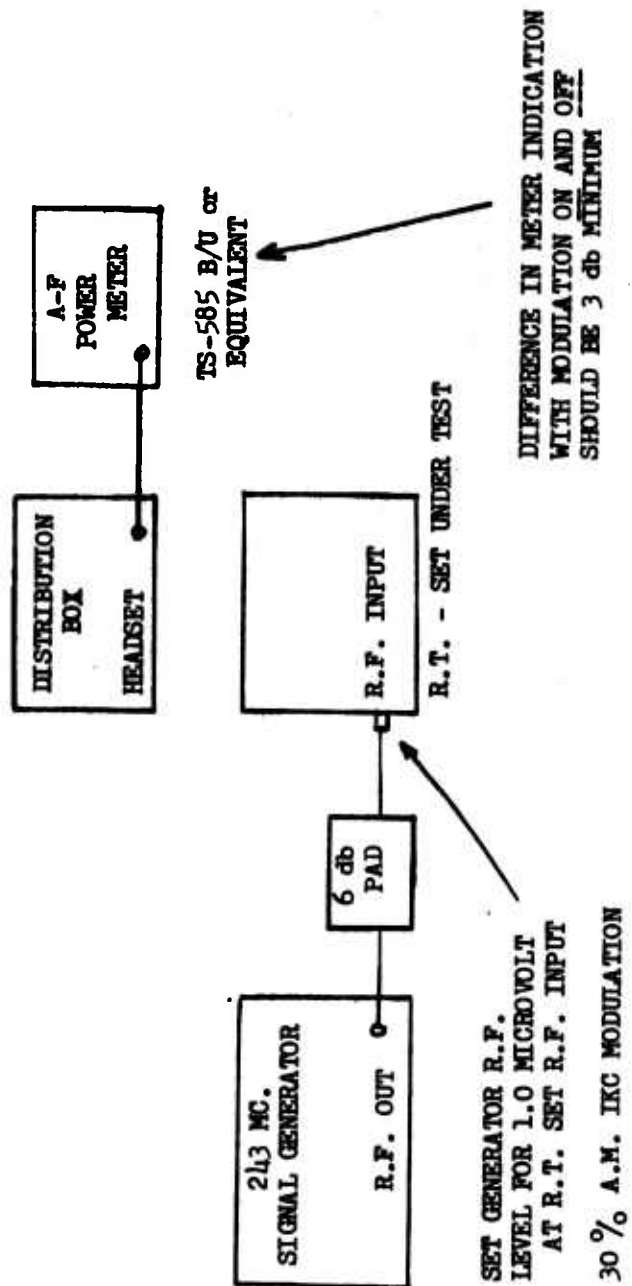 DISTRIBUTION
BOX
HEADSET
A-F
POWER
METER
TS-585 B/U or
EQUIVALENT
243 MC.
SIGNAL GENERATOR
R.F. OUT
6 db
PAD
R.F. INPUT
R.T. - SET UNDER TEST
SET GENERATOR R.F.
LEVEL FOR 1.0 MICROVOLT
AT R.T. SET R.F. INPUT
30 % A.M. IKC MODULATION
DIFFERENCE IN METER INDICATION
WITH MODULATION ON AND OFF
SHOULD BE 3 db MINIMUM